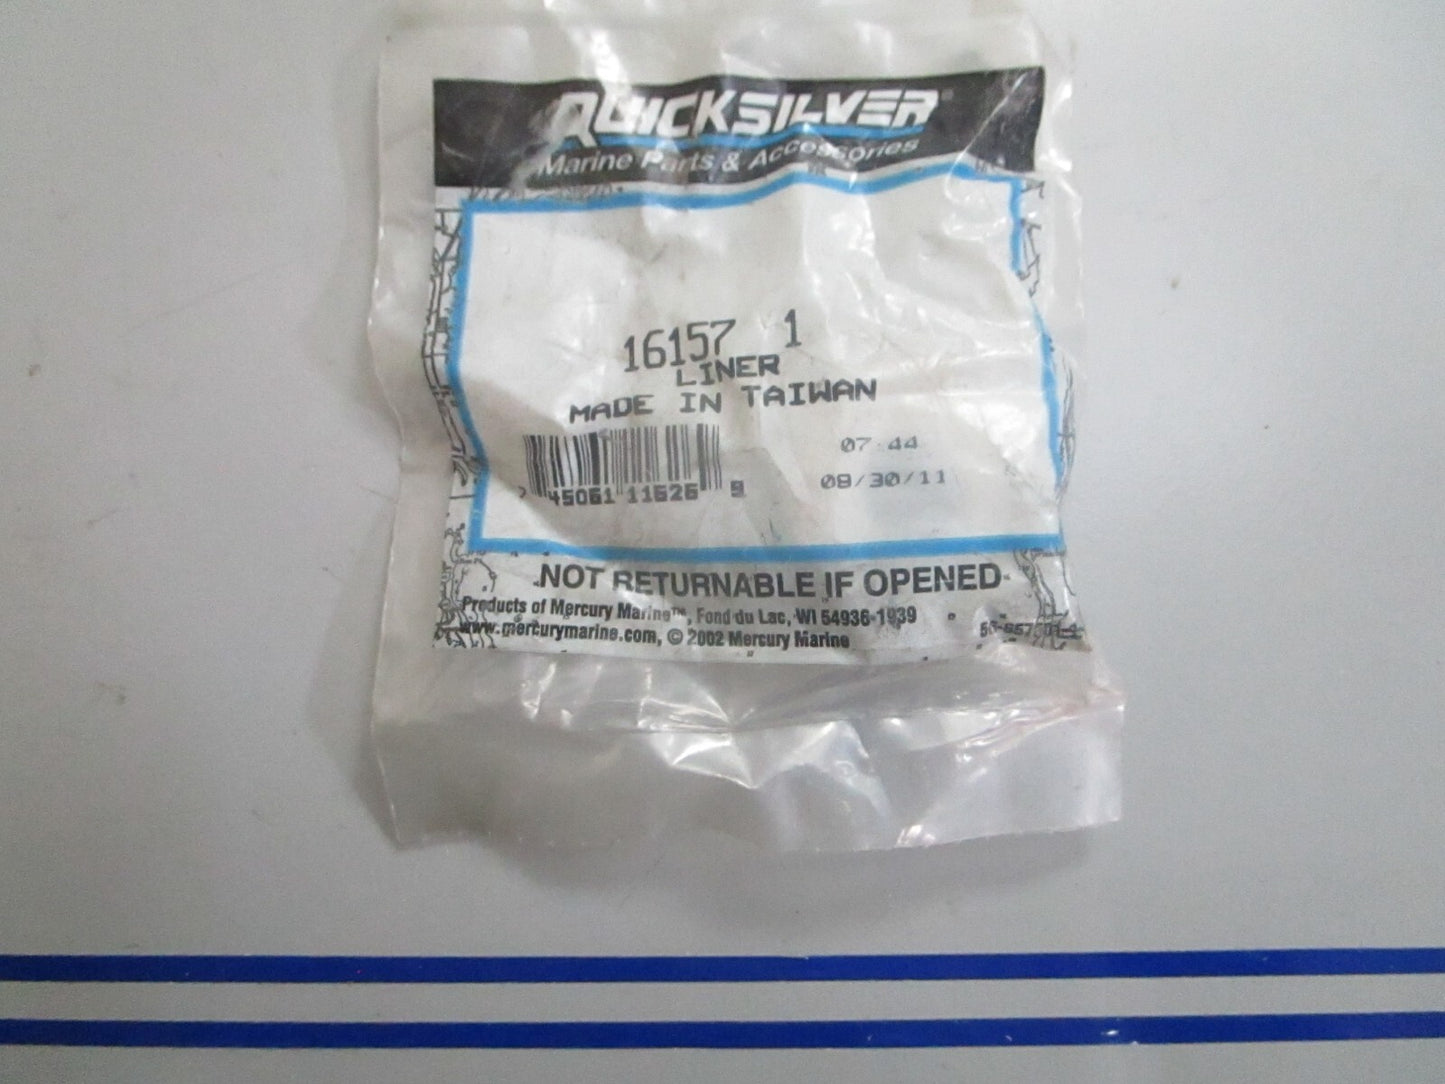 QUICKSILVER®
Marine Parts & Accessories
16157 1
LINER
MADE IN TAIWAN
07 44
45061 11626 9
08/30/11
NOT RETURNABLE IF OPENED
Products of Mercury Marine™, Fond du Lac, WI 54936-1939
www.mercurymarine.com, © 2002 Mercury Marine